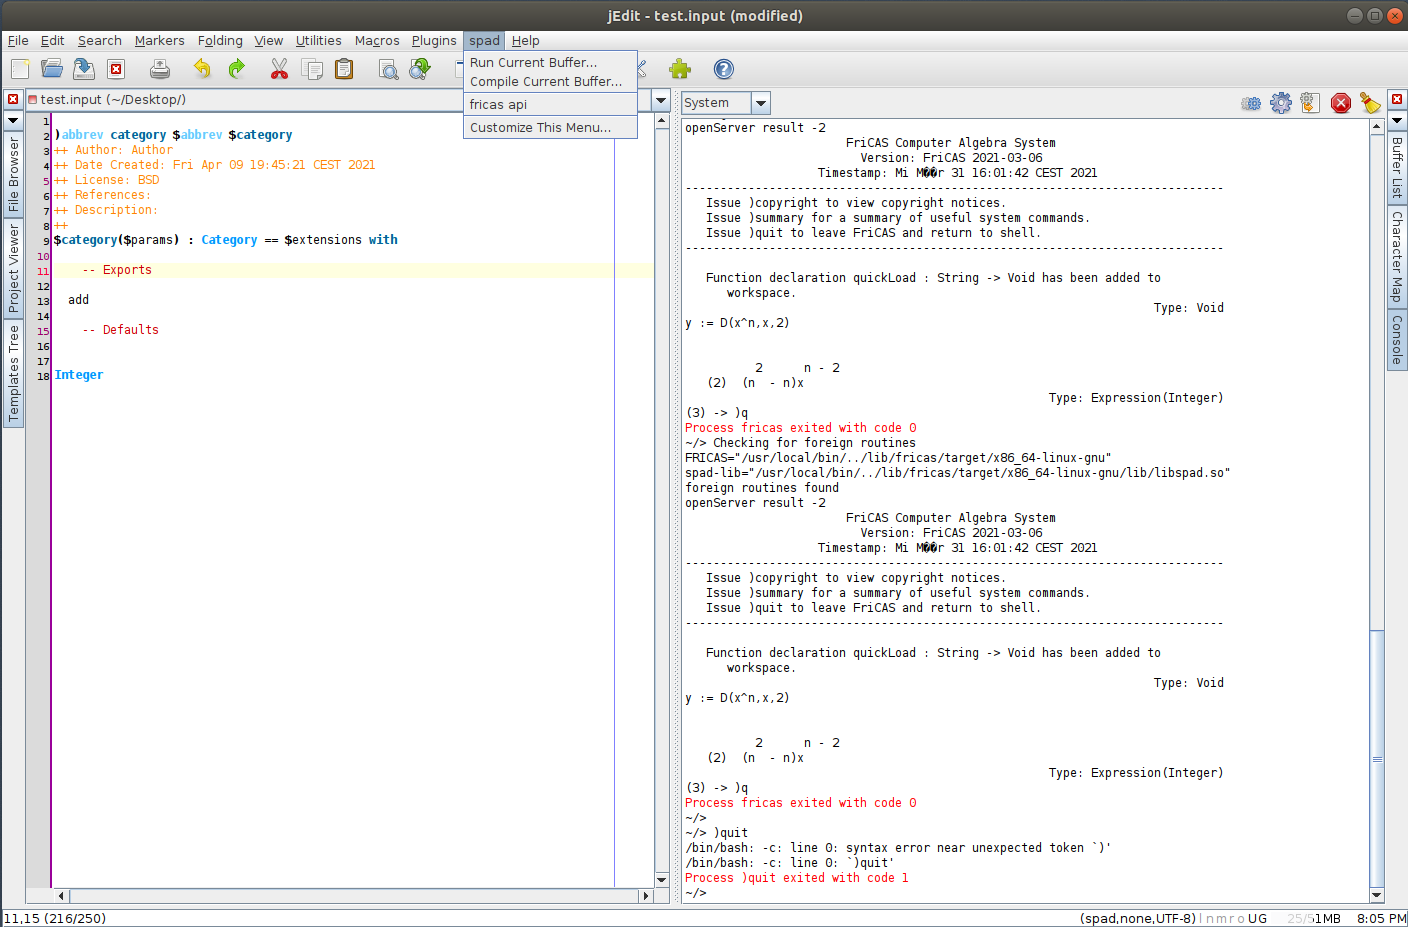 jEdit - test.input (modified)
File Edit Search Markers Folding View Utilities Macros Plugins spad Help
Run Current Buffer...
Compile Current Buffer...
fricas api
Customize This Menu...
test.input (~/Desktop/)
File Browser
Project Viewer
Templates Tree
1
2 )abbrev category $abbrev $category
3 ++ Author: Author
4 ++ Date Created: Fri Apr 09 19:45:21 CEST 2021
5 ++ License: BSD
6 ++ References:
7 ++ Description:
8 ++
9 $category($params) : Category == $extensions with
10
11 -- Exports
12
13 add
14
15 -- Defaults
16
17
18 Integer
System
openServer result -2
FriCAS Computer Algebra System
Version: FriCAS 2021-03-06
Timestamp: Mi M��r 31 16:01:42 CEST 2021
-----------------------------------------------------------------------------
Issue )copyright to view copyright notices.
Issue )summary for a summary of useful system commands.
Issue )quit to leave FriCAS and return to shell.
-----------------------------------------------------------------------------
Function declaration quickLoad : String -> Void has been added to
workspace.
Type: Void
y := D(x^n,x,2)
2 n - 2
(2) (n - n)x
Type: Expression(Integer)
(3) -> )q
Process fricas exited with code 0
~/> Checking for foreign routines
FRICAS="/usr/local/bin/../lib/fricas/target/x86_64-linux-gnu"
spad-lib="/usr/local/bin/../lib/fricas/target/x86_64-linux-gnu/lib/libspad.so"
foreign routines found
openServer result -2
FriCAS Computer Algebra System
Version: FriCAS 2021-03-06
Timestamp: Mi M��r 31 16:01:42 CEST 2021
-----------------------------------------------------------------------------
Issue )copyright to view copyright notices.
Issue )summary for a summary of useful system commands.
Issue )quit to leave FriCAS and return to shell.
-----------------------------------------------------------------------------
Function declaration quickLoad : String -> Void has been added to
workspace.
Type: Void
y := D(x^n,x,2)
2 n - 2
(2) (n - n)x
Type: Expression(Integer)
(3) -> )q
Process fricas exited with code 0
~/>
~/> )quit
/bin/bash: -c: line 0: syntax error near unexpected token `)'
/bin/bash: -c: line 0: `)quit'
Process )quit exited with code 1
~/>
Buffer List
Character Map
Console
11,15 (216/250)
(spad,none,UTF-8) l n m r o UG 25/51MB 8:05 PM